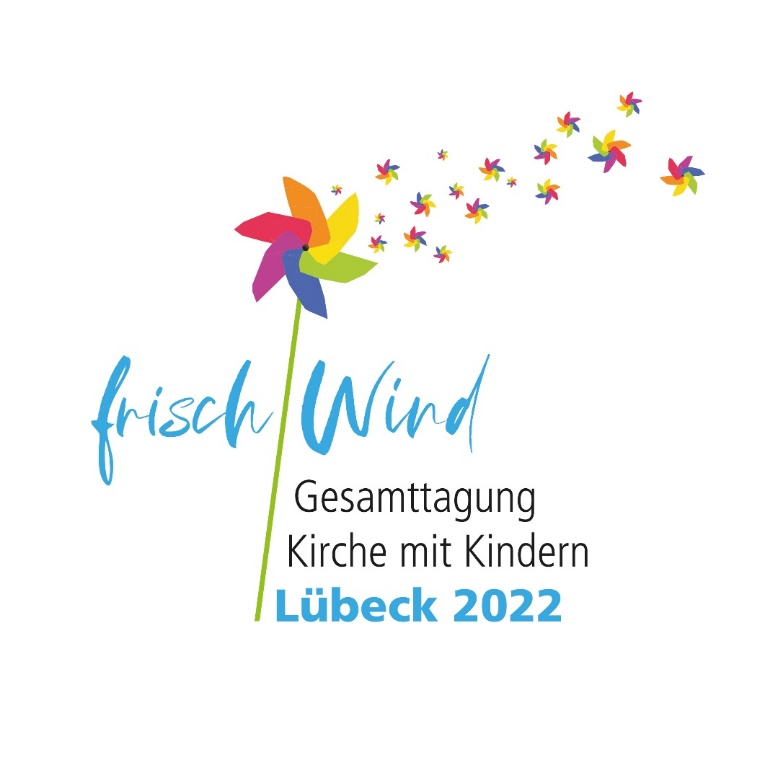 frisch Wind
Gesamttagung
Kirche mit Kindern
Lübeck 2022